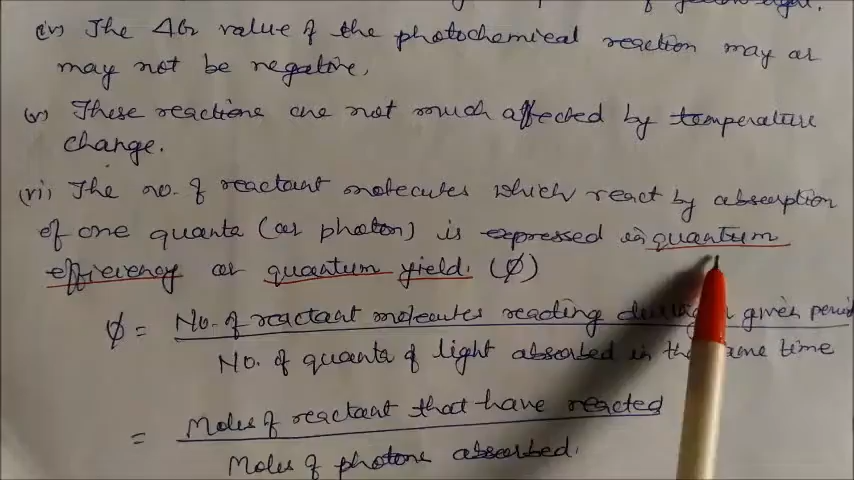 of
light.
(iv) The ΔG value of the photochemical reaction may or
may not be negative.
(v) These reactions are not much affected by temperature
change.
(vi) The no. of reactant molecules which react by absorption
of one quanta (or photon) is expressed in quantum
efficiency or quantum yield. (φ)
φ = No. of reactant molecules reacting given period
No. of quanta of light absorbed in the same time
= Moles of reactant that have reacted
Moles of photons absorbed.